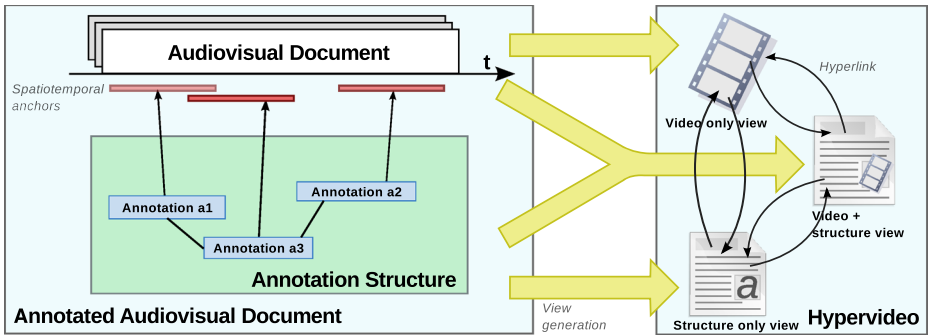 Audiovisual Document
t
Spatiotemporal
anchors
Annotation a1
Annotation a2
Annotation a3
Annotation Structure
Annotated Audiovisual Document
View
generation
Hyperlink
Video only view
Video +
structure view
a
Structure only view
Hypervideo